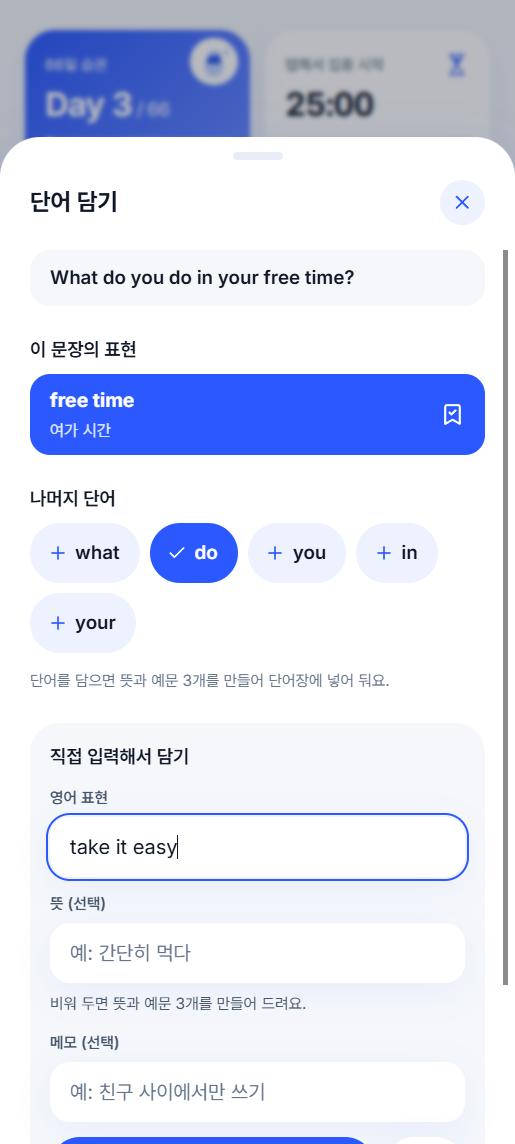 66일 습관
Day 3 / 66
25:00
단어 담기
What do you do in your free time?
이 문장의 표현
free time
여가 시간
나머지 단어
what
do
you
in
your
단어를 담으면 뜻과 예문 3개를 만들어 단어장에 넣어 둬요.
직접 입력해서 담기
영어 표현
take it easy
뜻 (선택)
예: 간단히 먹다
비워 두면 뜻과 예문 3개를 만들어 드려요.
메모 (선택)
예: 친구 사이에서만 쓰기